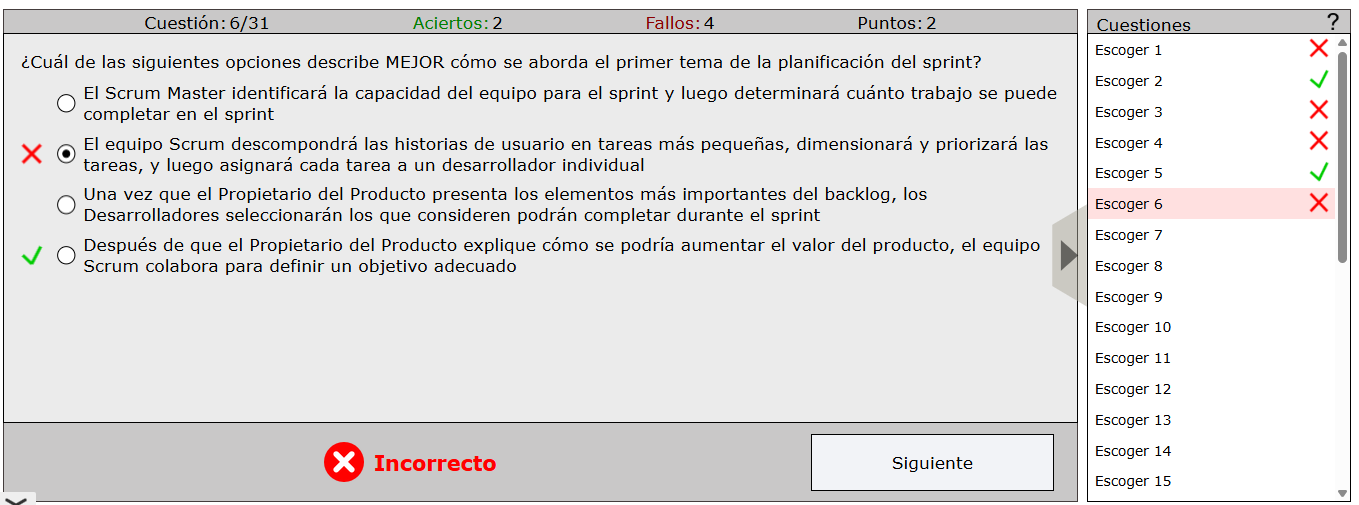 Cuestión: 6/31 Aciertos: 2 Fallos: 4 Puntos: 2
¿Cuál de las siguientes opciones describe MEJOR cómo se aborda el primer tema de la planificación del sprint?
El Scrum Master identificará la capacidad del equipo para el sprint y luego determinará cuánto trabajo se puede
completar en el sprint
El equipo Scrum descompondrá las historias de usuario en tareas más pequeñas, dimensionará y priorizará las
tareas, y luego asignará cada tarea a un desarrollador individual
Una vez que el Propietario del Producto presenta los elementos más importantes del backlog, los
Desarrolladores seleccionarán los que consideren podrán completar durante el sprint
Después de que el Propietario del Producto explique cómo se podría aumentar el valor del producto, el equipo
Scrum colabora para definir un objetivo adecuado
Incorrecto
Siguiente
Cuestiones ?
Escoger 1
Escoger 2
Escoger 3
Escoger 4
Escoger 5
Escoger 6
Escoger 7
Escoger 8
Escoger 9
Escoger 10
Escoger 11
Escoger 12
Escoger 13
Escoger 14
Escoger 15